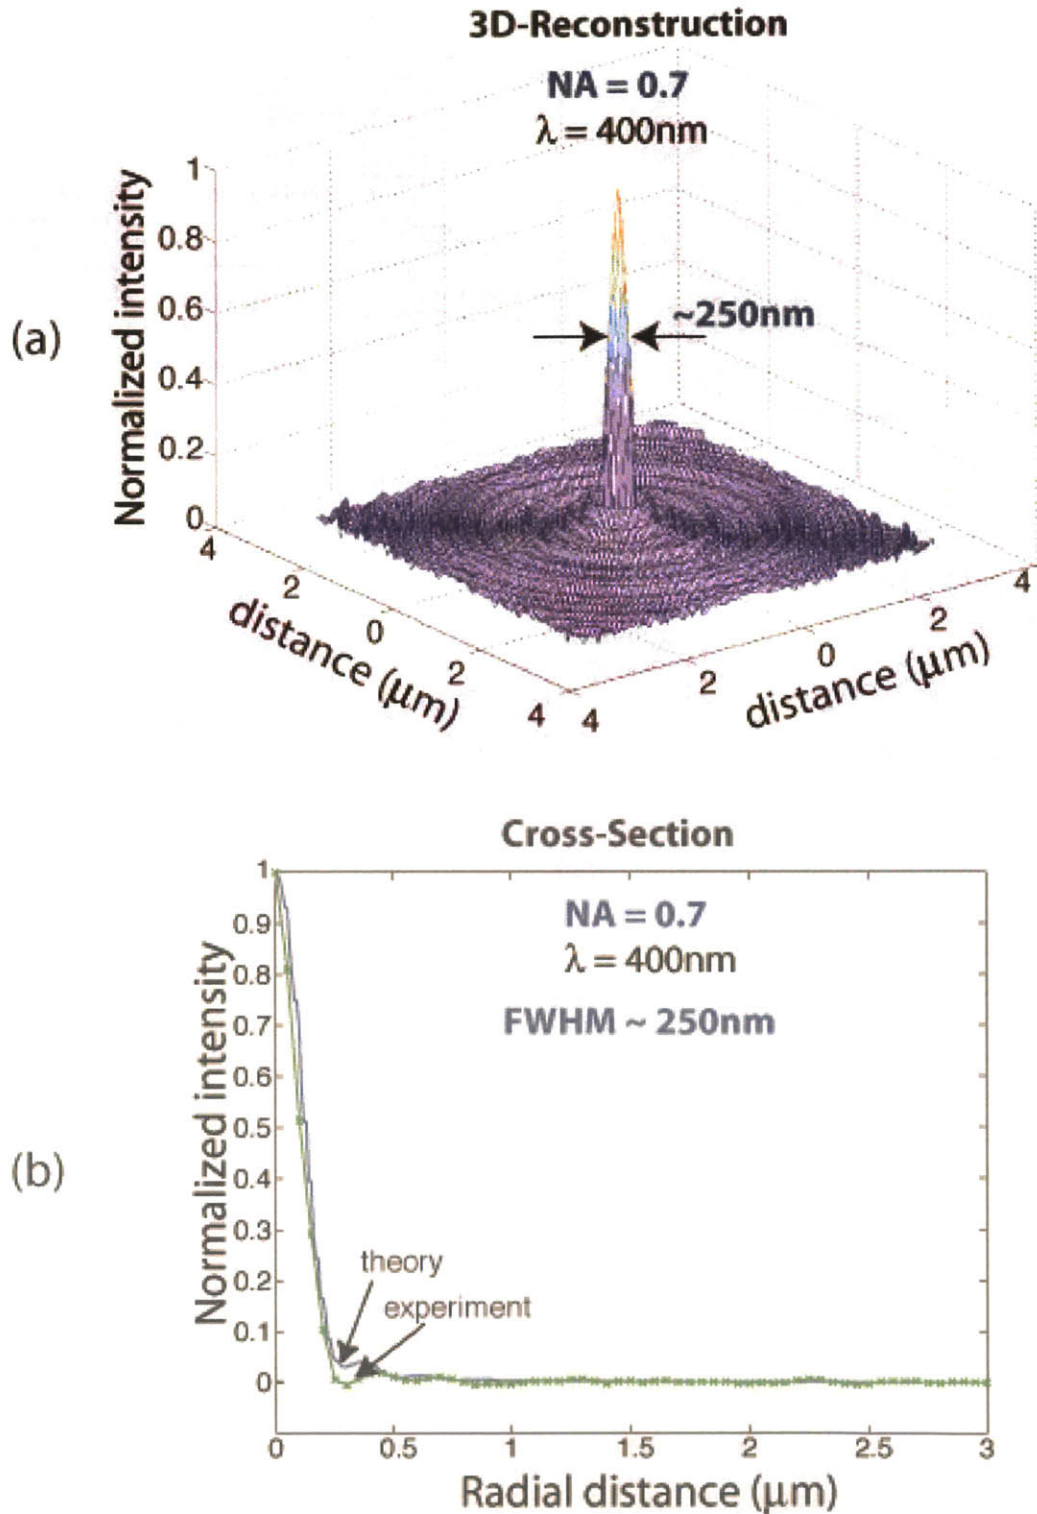 3D-Reconstruction
NA = 0.7
λ = 400nm
1
0.8
0.6
0.4
0.2
0
Normalized intensity
~250nm
(a)
4
2
0
2
4
distance (μm)
4
2
0
2
4
distance (μm)
Cross-Section
1
0.9
0.8
0.7
0.6
0.5
0.4
0.3
0.2
0.1
0
Normalized intensity
NA = 0.7
λ = 400nm
FWHM ~ 250nm
(b)
theory
experiment
0
0.5
1
1.5
2
2.5
3
Radial distance (μm)